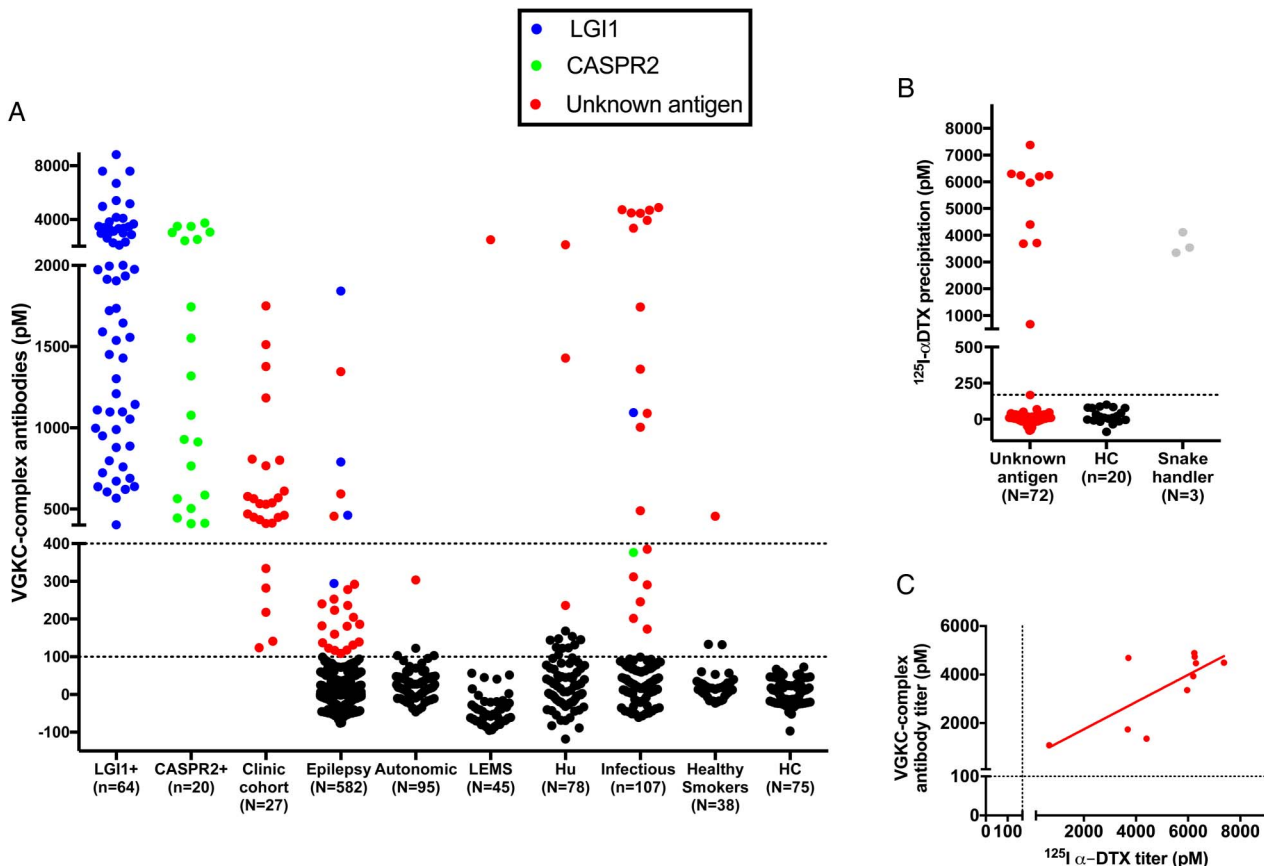 LGI1
CASPR2
Unknown antigen
A
VGKC-complex antibodies (pM)
8000
4000
2000
1500
1000
500
400
300
200
100
0
-100
LGI1+
(n=64)
CASPR2+
(n=20)
Clinic
cohort
(N=27)
Epilepsy
(N=582)
Autonomic
(N=95)
LEMS
(N=45)
Hu
(N=78)
Infectious
(n=107)
Healthy
Smokers
(N=38)
HC
(N=75)
B
¹²⁵I-αDTX precipitation (pM)
8000
7000
6000
5000
4000
3000
2000
1000
500
250
0
Unknown
antigen
(N=72)
HC
(n=20)
Snake
handler
(N=3)
C
VGKC-complex
antibody titer (pM)
6000
4000
2000
100
0
0 100 2000 4000 6000 8000
¹²⁵I α-DTX titer (pM)